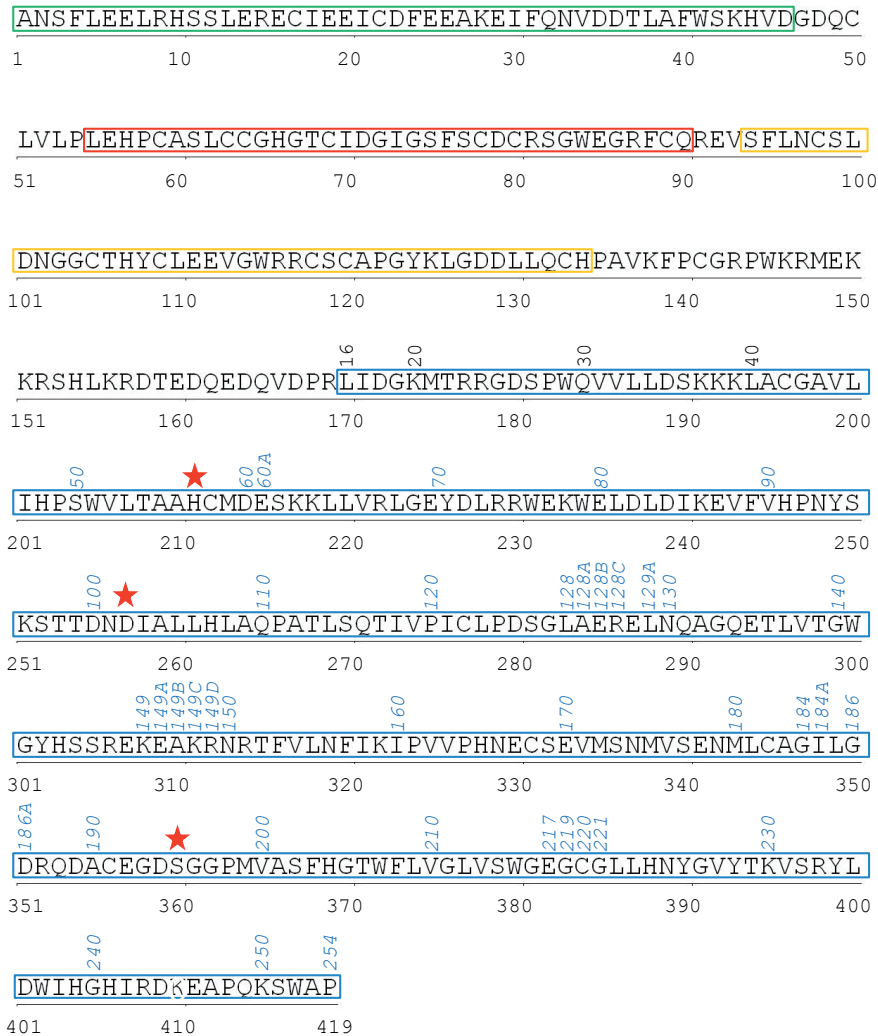 ANSFLEELRHSSLERECIEEICDFEEAKEIFQNVDDTLAFWSKHVDGDQC
1 10 20 30 40 50
LVLPLEHPCASLCCGHGTCIDGIGSFSCDCRSGWEGRFCQREVSFLNCSL
51 60 70 80 90 100
DNGGCTHYCLEEVGWRRCSCAPGYKLGDDLLQCHPAVKFPCGRPWKRMEK
101 110 120 130 140 150
16 20 30 40
KRSHLKRDTEDQEDQVDPRLIDGKMTRRGDSPWQVVLLDSKKKLACGAVL
151 160 170 180 190 200
50 60 60A 70 80 90
IHPSWVLTAAHCMDESKKLLVRLGEYDLRRWEKWELDLDIKEVFVHPNYS
201 210 220 230 240 250
100 110 120 128 128A 128B 128C 129A 130 140
KSTTDNDIALLHLAQPATLSQTIVPICLPDSGLAERELNQAGQETLVTGW
251 260 270 280 290 300
149 149A 149B 149C 149D 150 160 170 180 184 184A 186
GYHSSREKEAKRNRTFVLNFIKIPVVPHNECSEVMSNMVSENMLCAGILG
301 310 320 330 340 350
186A 190 200 210 217 219 220 221 230
DRQDACEGDSGGPMVASFHGTWFLVGLVSWGEGCGLLHNYGVYTKVSRYL
351 360 370 380 390 400
240 250 254
DWIHGHIRDKEAPQKSWAP
401 410 419